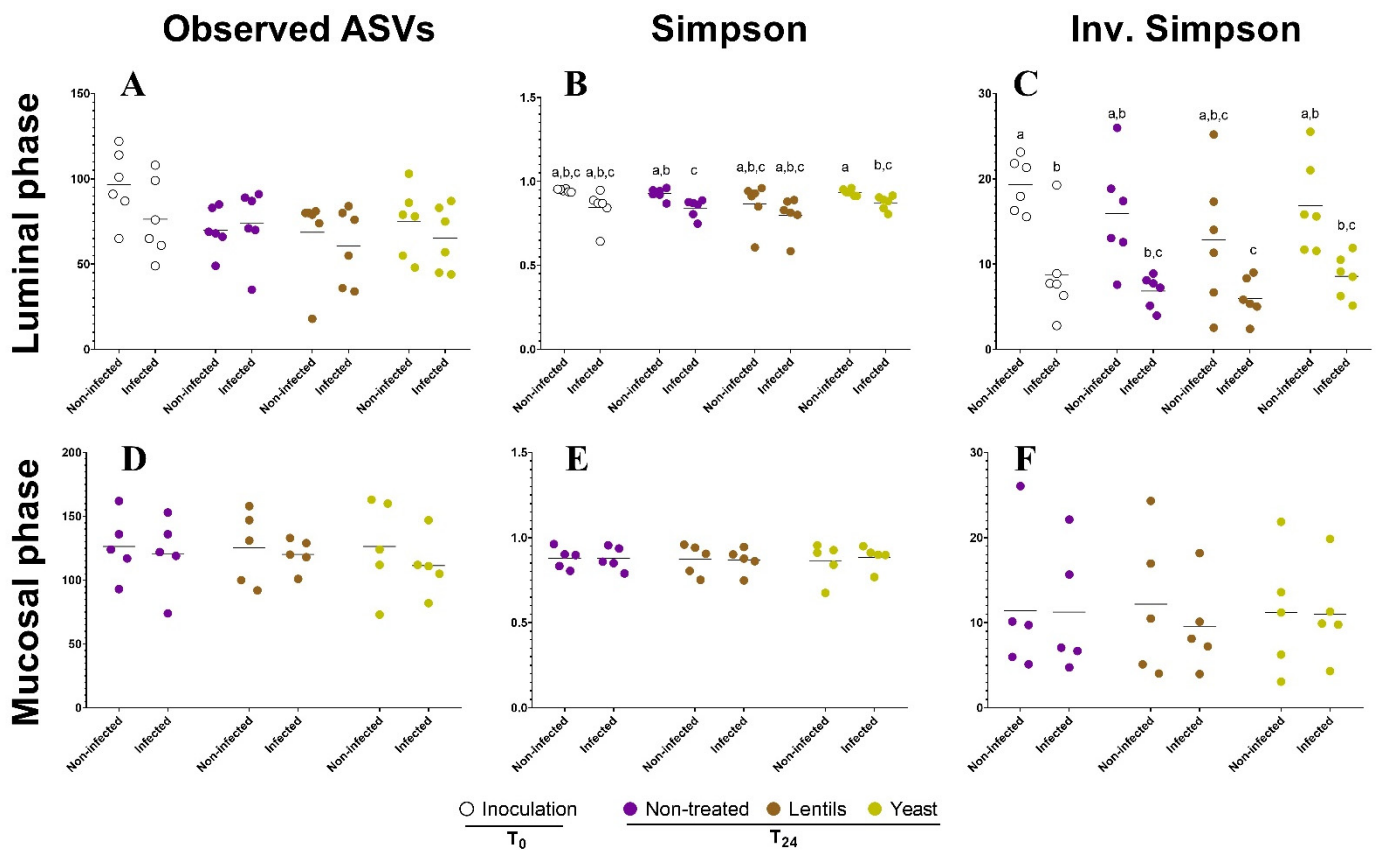 Observed ASVs Simpson Inv. Simpson
Luminal phase
A
150
100
50
0
Non-infected Infected Non-infected Infected Non-infected Infected Non-infected Infected
B
1.5
1.0
0.5
0.0
a,b,c a,b,c a,b c a,b,c a,b,c a b,c
Non-infected Infected Non-infected Infected Non-infected Infected Non-infected Infected
C
30
20
10
0
a b a,b b,c a,b,c c a,b b,c
Non-infected Infected Non-infected Infected Non-infected Infected Non-infected Infected
Mucosal phase
D
200
150
100
50
0
Non-infected Infected Non-infected Infected Non-infected Infected
E
1.5
1.0
0.5
0.0
Non-infected Infected Non-infected Infected Non-infected Infected
F
30
20
10
0
Non-infected Infected Non-infected Infected Non-infected Infected
Inoculation Non-treated Lentils Yeast
T0 T24